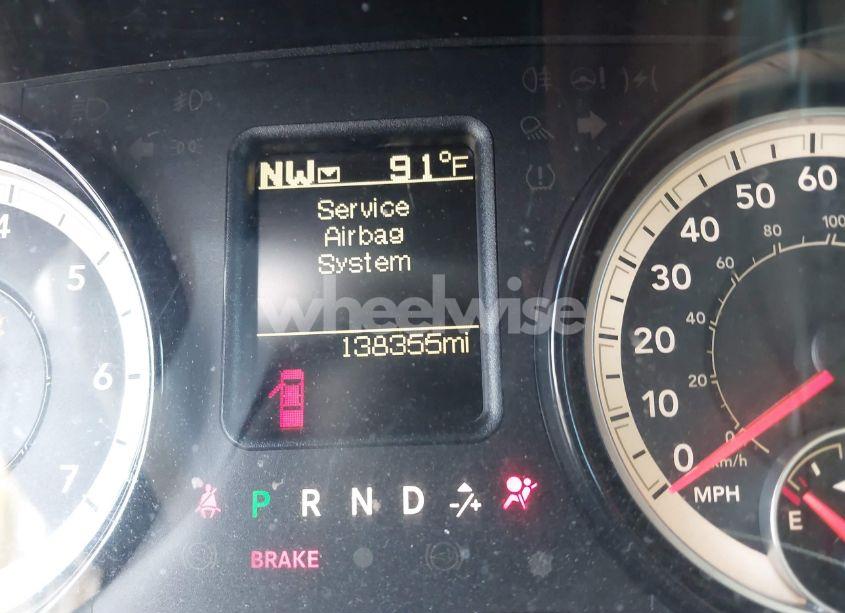 NW 91°F
Service
Airbag
System
138355mi
wheelwise
P R N D -/+
BRAKE
4
5
6
7
0 10 20 30 40 50 60
0 20 40 60 80 100
km/h
MPH
E